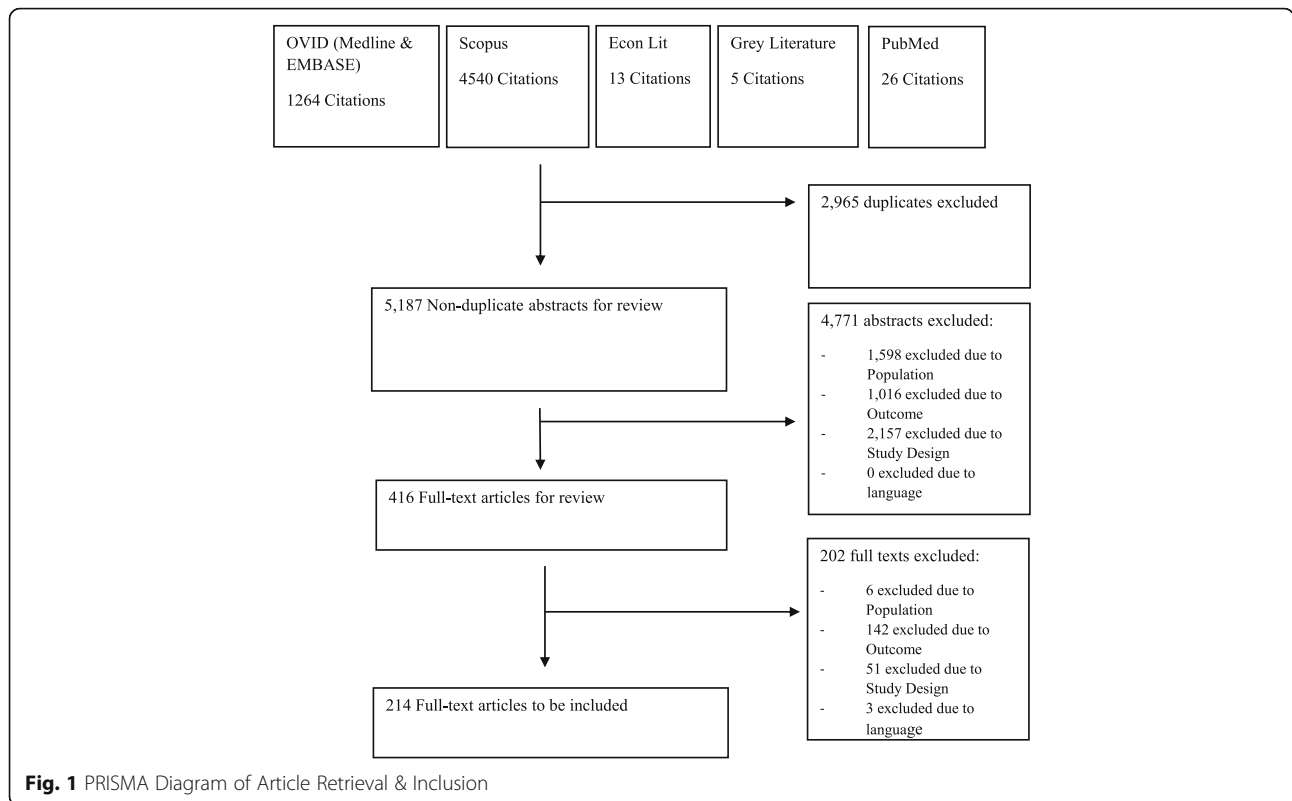 OVID (Medline &
EMBASE)
1264 Citations
Scopus
4540 Citations
Econ Lit
13 Citations
Grey Literature
5 Citations
PubMed
26 Citations
2,965 duplicates excluded
5,187 Non-duplicate abstracts for review
4,771 abstracts excluded:
- 1,598 excluded due to
Population
- 1,016 excluded due to
Outcome
- 2,157 excluded due to
Study Design
- 0 excluded due to
language
416 Full-text articles for review
202 full texts excluded:
- 6 excluded due to
Population
- 142 excluded due to
Outcome
- 51 excluded due to
Study Design
- 3 excluded due to
language
214 Full-text articles to be included
Fig. 1 PRISMA Diagram of Article Retrieval & Inclusion